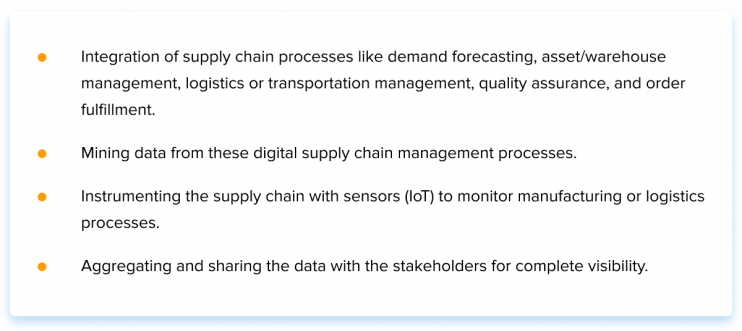 Integration of supply chain processes like demand forecasting, asset/warehouse
management, logistics or transportation management, quality assurance, and order
fulfillment.
Mining data from these digital supply chain management processes.
Instrumenting the supply chain with sensors (IoT) to monitor manufacturing or logistics
processes.
Aggregating and sharing the data with the stakeholders for complete visibility.